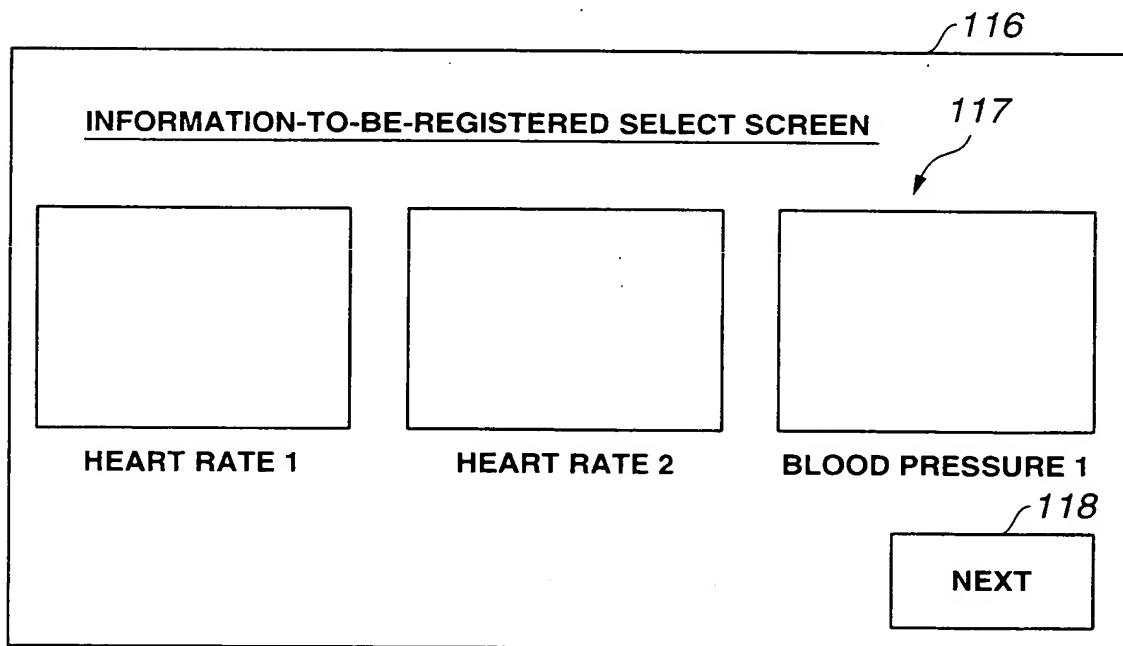 116
INFORMATION-TO-BE-REGISTERED SELECT SCREEN
117
HEART RATE 1
HEART RATE 2
BLOOD PRESSURE 1
118
NEXT